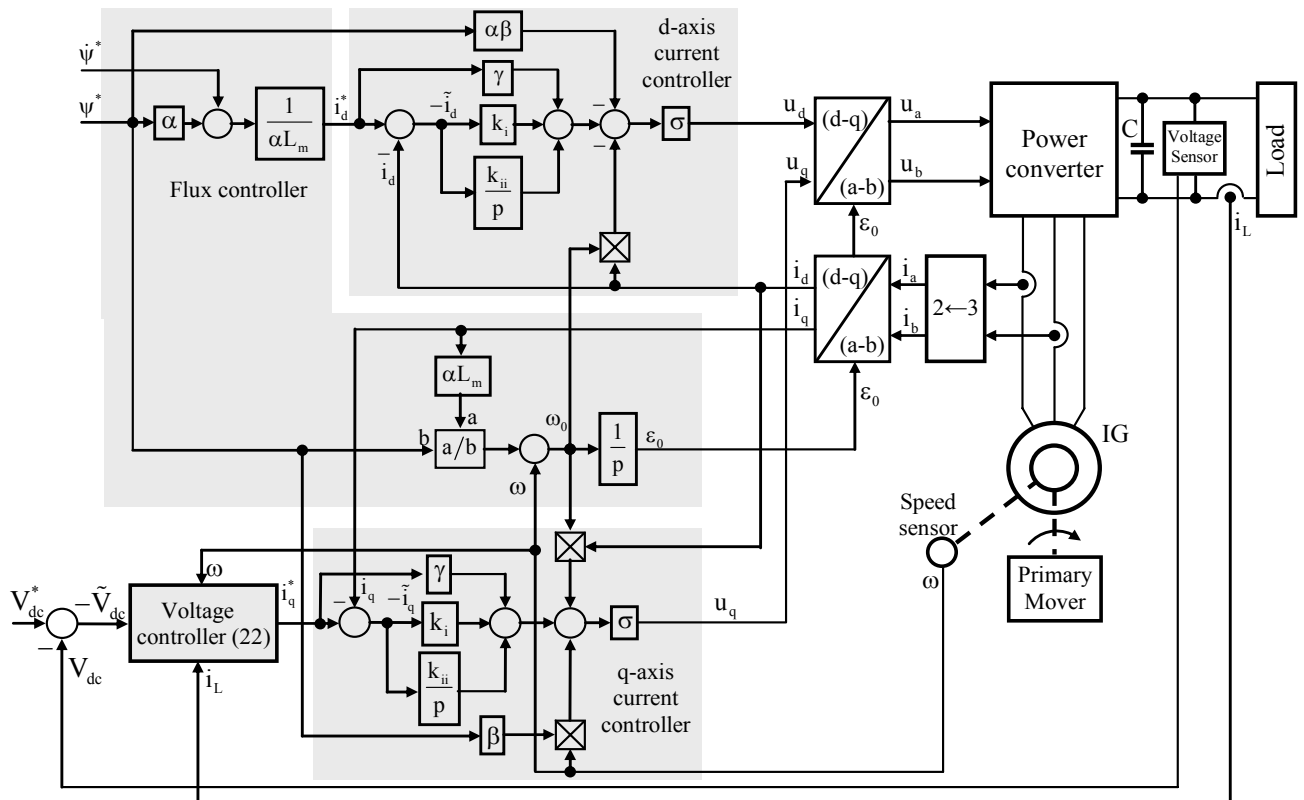 d-axis
current
controller
αβ
ψ̇*
γ
ψ*
α
1
αL_m
i_d*
−ĩ_d
k_i
−
i_d
k_ii
p
−
−
σ
Flux controller
u_d
u_q
(d-q)
(a-b)
u_a
u_b
Power
converter
C
Voltage
Sensor
Load
i_L
ε_0
i_d
i_q
(d-q)
(a-b)
i_a
i_b
2←3
ε_0
αL_m
a
b
a/b
ω_0
1
p
ε_0
ω
IG
Speed
sensor
ω
Primary
Mover
V_dc*
−Ṽ_dc
−
V_dc
ω
Voltage
controller (22)
i_L
i_q*
−
i_q
−ĩ_q
γ
k_i
k_ii
p
β
σ
u_q
q-axis
current
controller